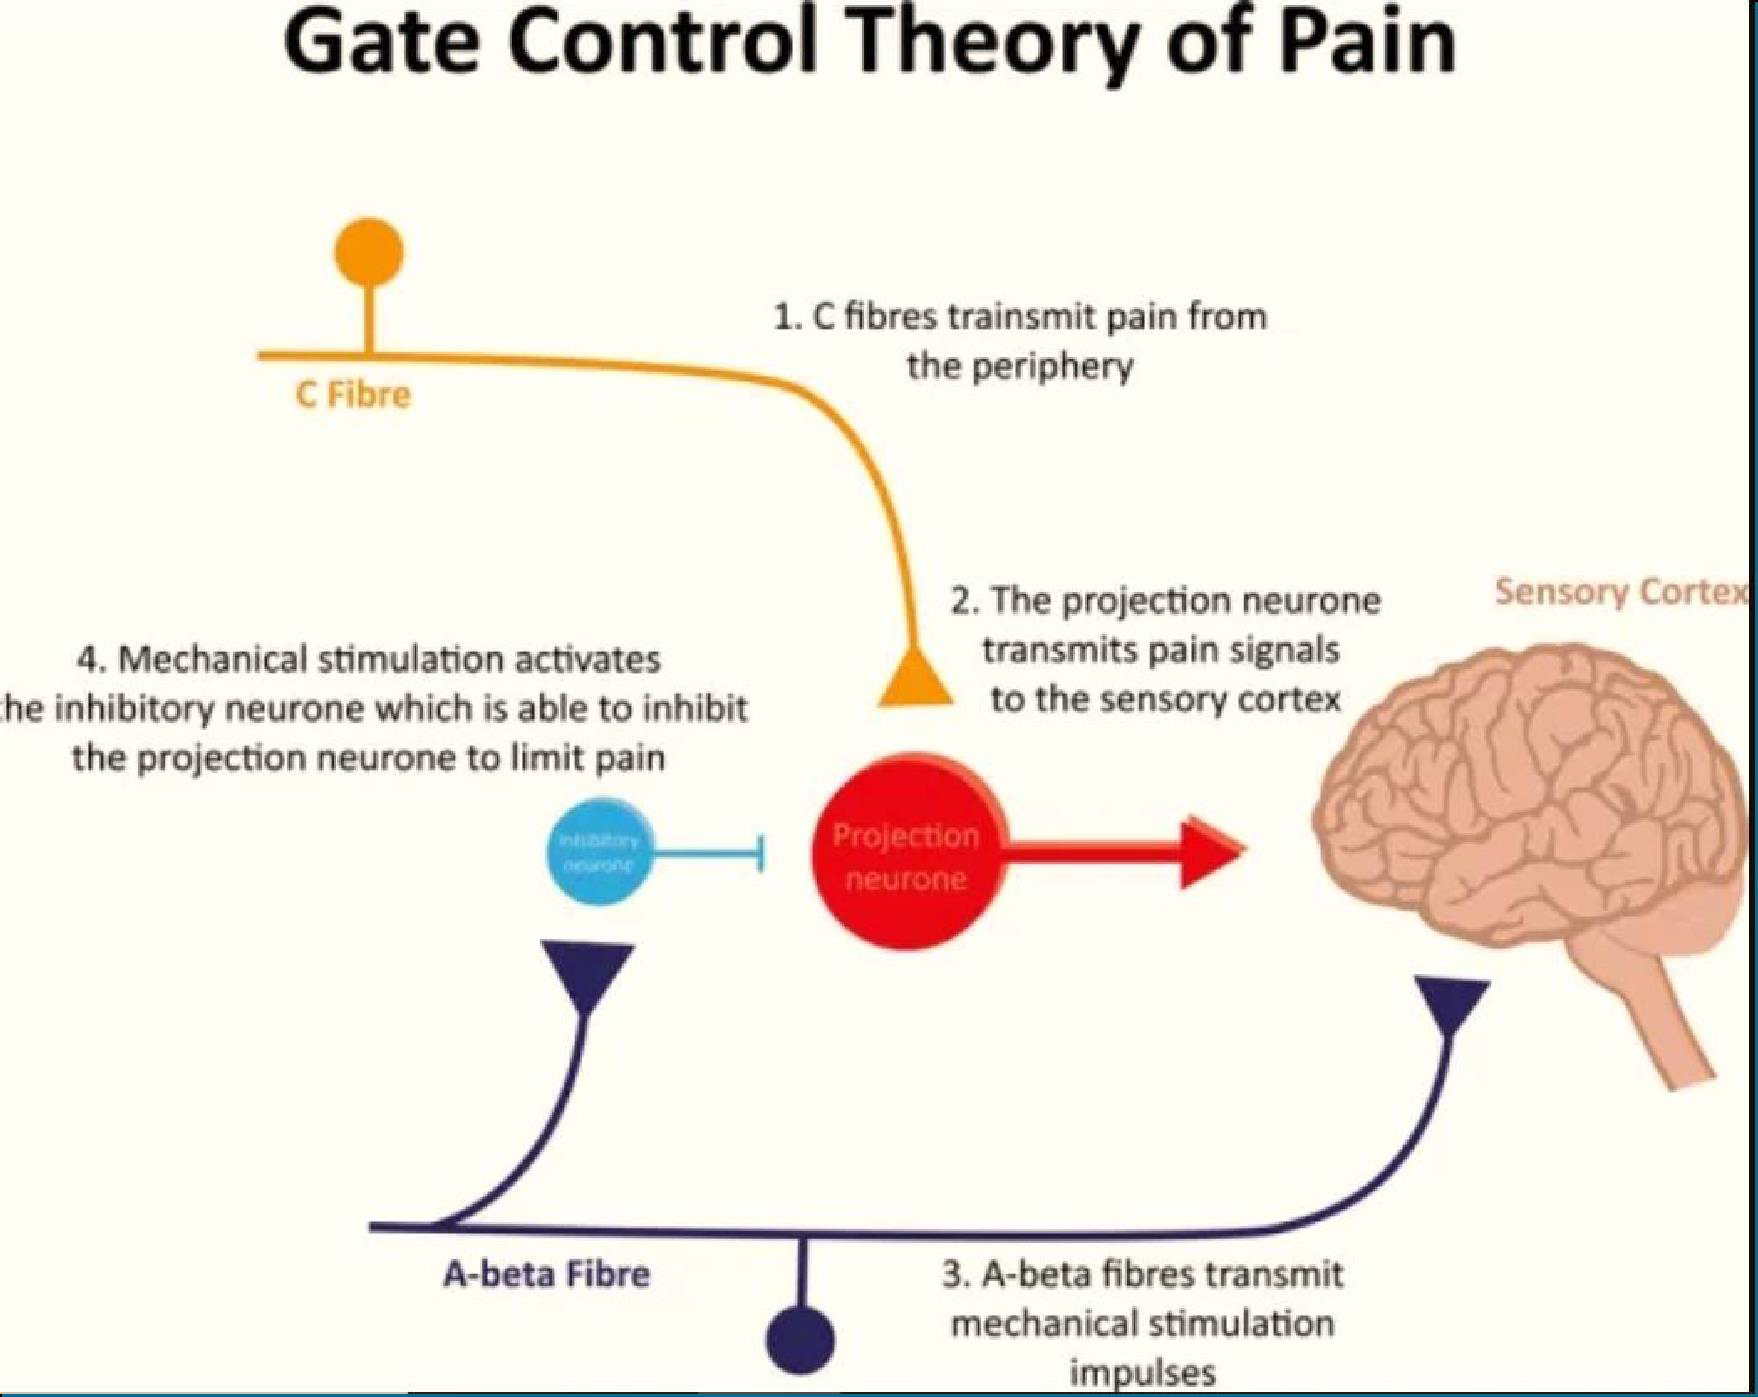 Gate Control Theory of Pain
1. C fibres trainsmit pain from
the periphery
C Fibre
2. The projection neurone
transmits pain signals
to the sensory cortex
Sensory Cortex
4. Mechanical stimulation activates
he inhibitory neurone which is able to inhibit
the projection neurone to limit pain
Inhibitory
neurone
Projection
neurone
A-beta Fibre
3. A-beta fibres transmit
mechanical stimulation
impulses